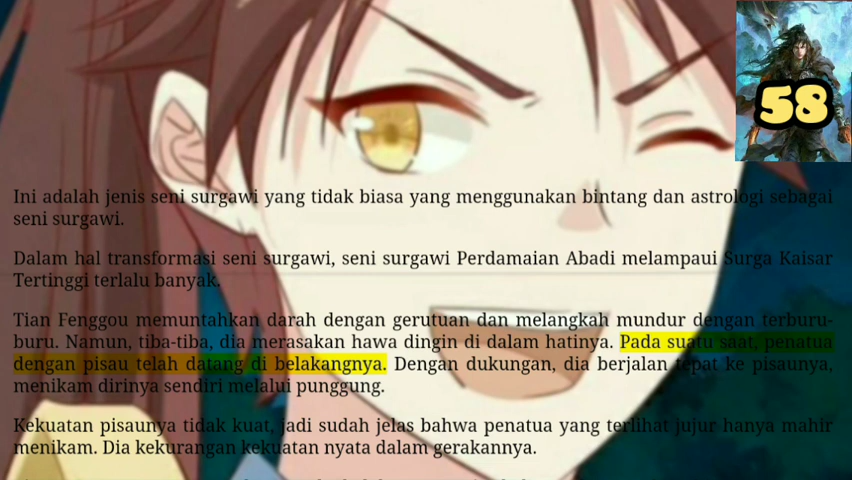 58
Ini adalah jenis seni surgawi yang tidak biasa yang menggunakan bintang dan astrologi sebagai
seni surgawi.
Dalam hal transformasi seni surgawi, seni surgawi Perdamaian Abadi melampaui Surga Kaisar
Tertinggi terlalu banyak.
Tian Fenggou memuntahkan darah dengan gerutuan dan melangkah mundur dengan terburu-
buru. Namun, tiba-tiba, dia merasakan hawa dingin di dalam hatinya. Pada suatu saat, penatua
dengan pisau telah datang di belakangnya. Dengan dukungan, dia berjalan tepat ke pisaunya,
menikam dirinya sendiri melalui punggung.
Kekuatan pisaunya tidak kuat, jadi sudah jelas bahwa penatua yang terlihat jujur hanya mahir
menikam. Dia kekurangan kekuatan nyata dalam gerakannya.